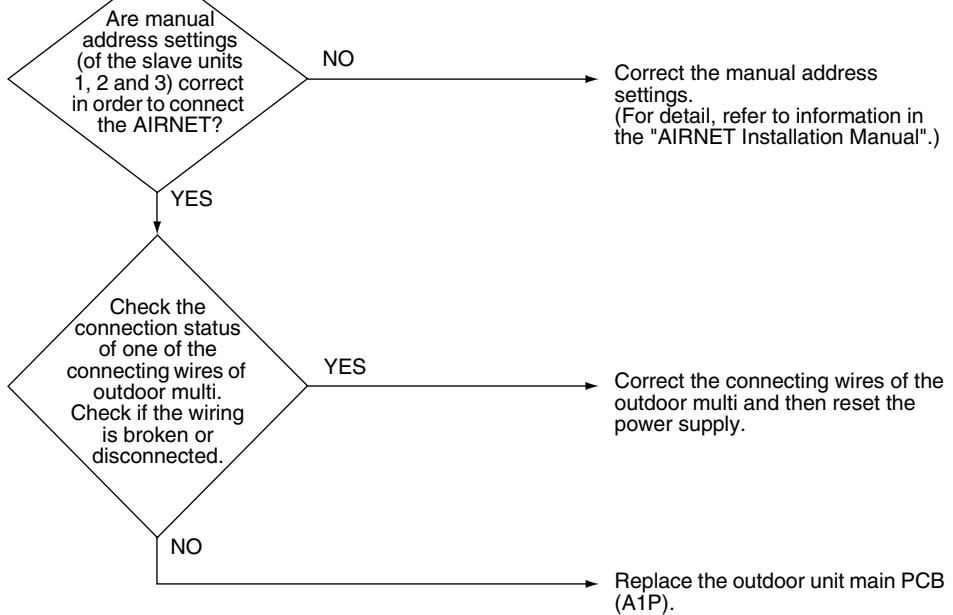 Are manual
address settings
(of the slave units
1, 2 and 3) correct
in order to connect
the AIRNET?
NO
Correct the manual address
settings.
(For detail, refer to information in
the "AIRNET Installation Manual".)
YES
Check the
connection status
of one of the
connecting wires of
outdoor multi.
Check if the wiring
is broken or
disconnected.
YES
Correct the connecting wires of the
outdoor multi and then reset the
power supply.
NO
Replace the outdoor unit main PCB
(A1P).